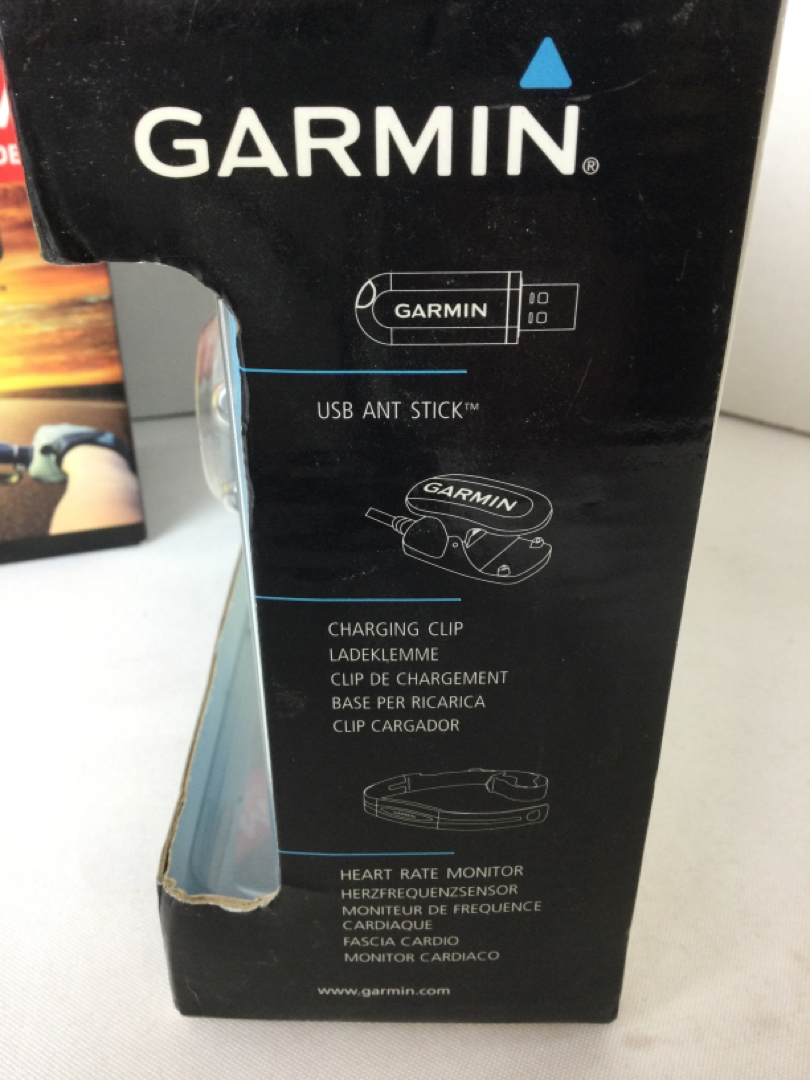 GARMIN®
GARMIN
USB ANT STICK™
GARMIN
CHARGING CLIP
LADEKLEMME
CLIP DE CHARGEMENT
BASE PER RICARICA
CLIP CARGADOR
HEART RATE MONITOR
HERZFREQUENZSENSOR
MONITEUR DE FREQUENCE
CARDIAQUE
FASCIA CARDIO
MONITOR CARDIACO
www.garmin.com